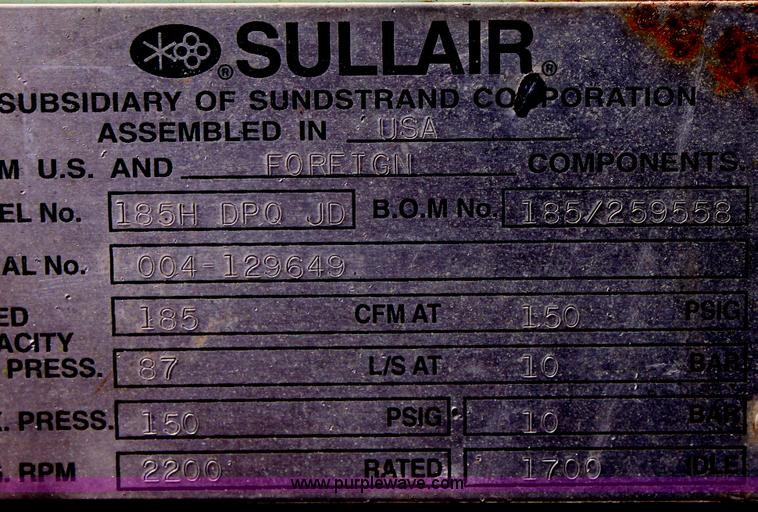 ® SULLAIR ®
SUBSIDIARY OF SUNDSTRAND CORPORATION
ASSEMBLED IN USA
M U.S. AND FOREIGN COMPONENTS.
EL No. 185H DPQ JD B.O.M No. 185/259558
AL No. 004-129649
ED
ACITY 185 CFM AT 150 PSIG
PRESS. 87 L/S AT 10 BAR
. PRESS. 150 PSIG 10 BAR
. RPM 2200 RATED 1700 IDLE
www.purplewave.com